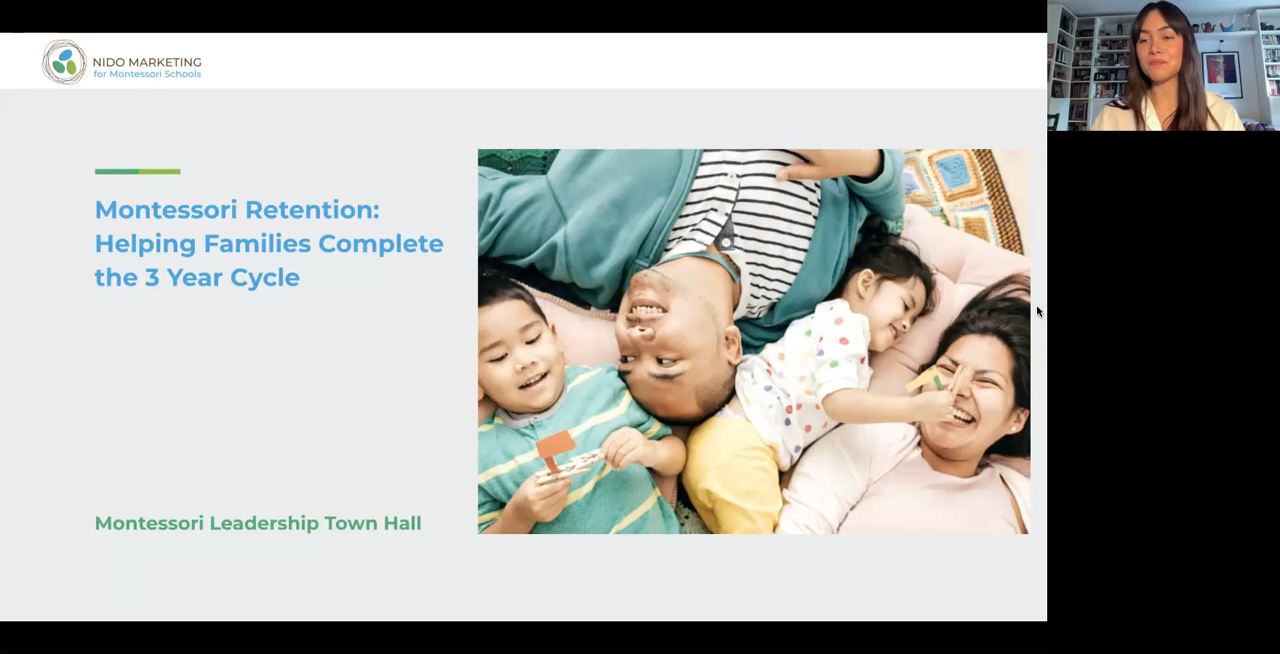 NIDO MARKETING
for Montessori Schools
Montessori Retention:
Helping Families Complete
the 3 Year Cycle
Montessori Leadership Town Hall